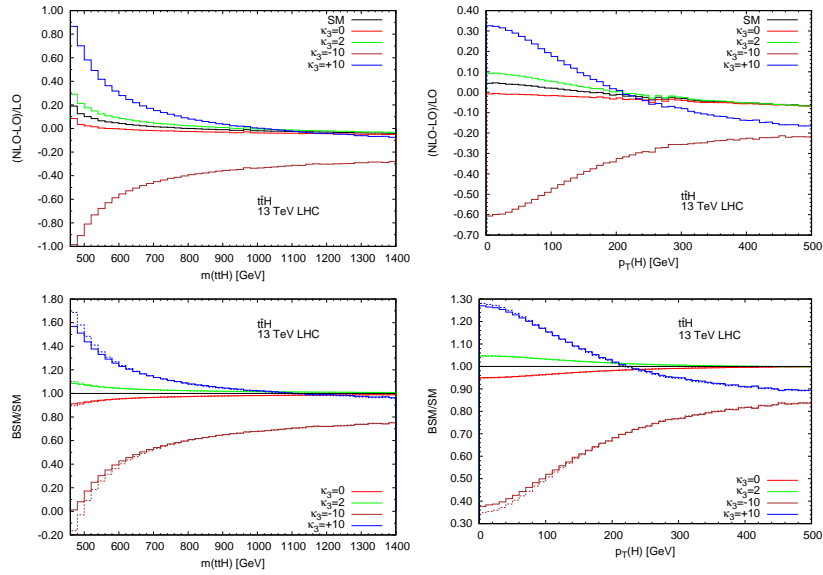 SM
κ3=0
κ3=2
κ3=-10
κ3=+10
1.00
0.80
0.60
0.40
0.20
0.00
-0.20
-0.40
-0.60
-0.80
-1.00
(NLO-LO)/LO
tt̄H
13 TeV LHC
500 600 700 800 900 1000 1100 1200 1300 1400
m(ttH) [GeV]
SM
κ3=0
κ3=2
κ3=-10
κ3=+10
0.40
0.30
0.20
0.10
0.00
-0.10
-0.20
-0.30
-0.40
-0.50
-0.60
-0.70
(NLO-LO)/LO
tt̄H
13 TeV LHC
0 100 200 300 400 500
pT(H) [GeV]
1.80
1.60
1.40
1.20
1.00
0.80
0.60
0.40
0.20
0.00
-0.20
BSM/SM
tt̄H
13 TeV LHC
κ3=0
κ3=2
κ3=-10
κ3=+10
500 600 700 800 900 1000 1100 1200 1300 1400
m(ttH) [GeV]
1.30
1.20
1.10
1.00
0.90
0.80
0.70
0.60
0.50
0.40
0.30
BSM/SM
tt̄H
13 TeV LHC
κ3=0
κ3=2
κ3=-10
κ3=+10
0 100 200 300 400 500
pT(H) [GeV]